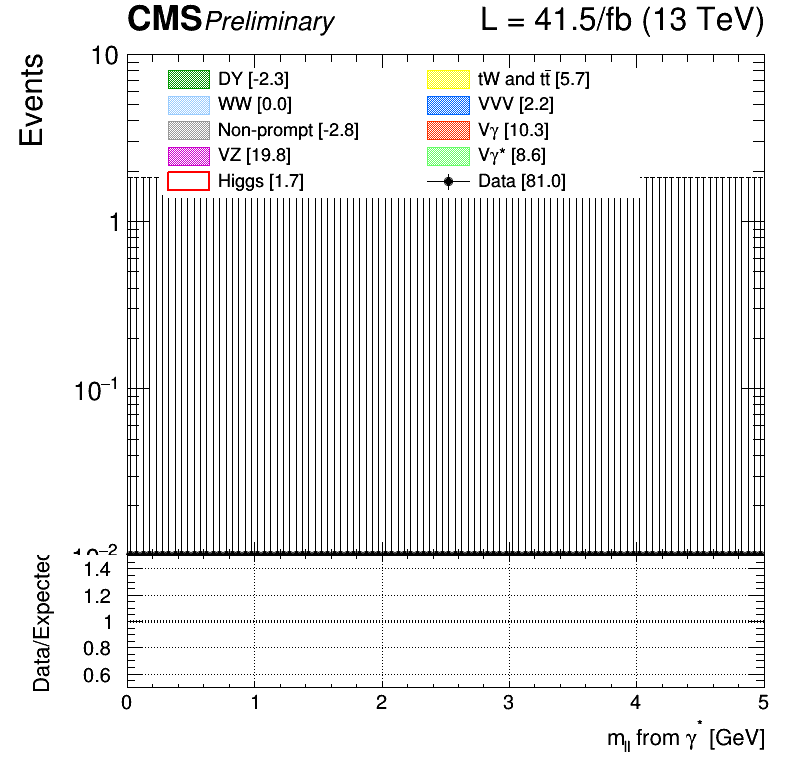 CMS Preliminary L = 41.5/fb (13 TeV)
Events
10
1
10⁻¹
10⁻²
DY [-2.3]
WW [0.0]
Non-prompt [-2.8]
VZ [19.8]
Higgs [1.7]
tW and tt̄ [5.7]
VVV [2.2]
Vγ [10.3]
Vγ* [8.6]
Data [81.0]
Data/Expected
1.4
1.2
1
0.8
0.6
0 1 2 3 4 5
m_ll from γ* [GeV]